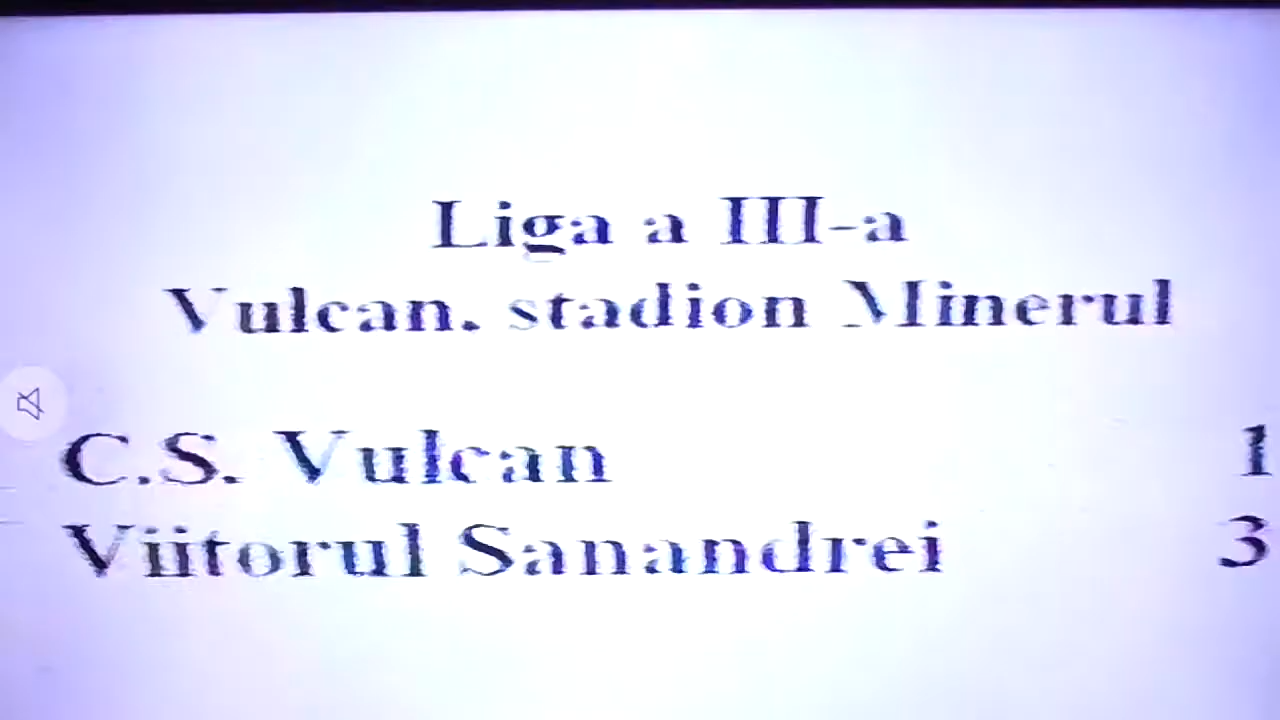 Liga a III-a
Vulcan. stadion Minerul
C.S. Vulcan 1
Viitorul Sanandrei 3